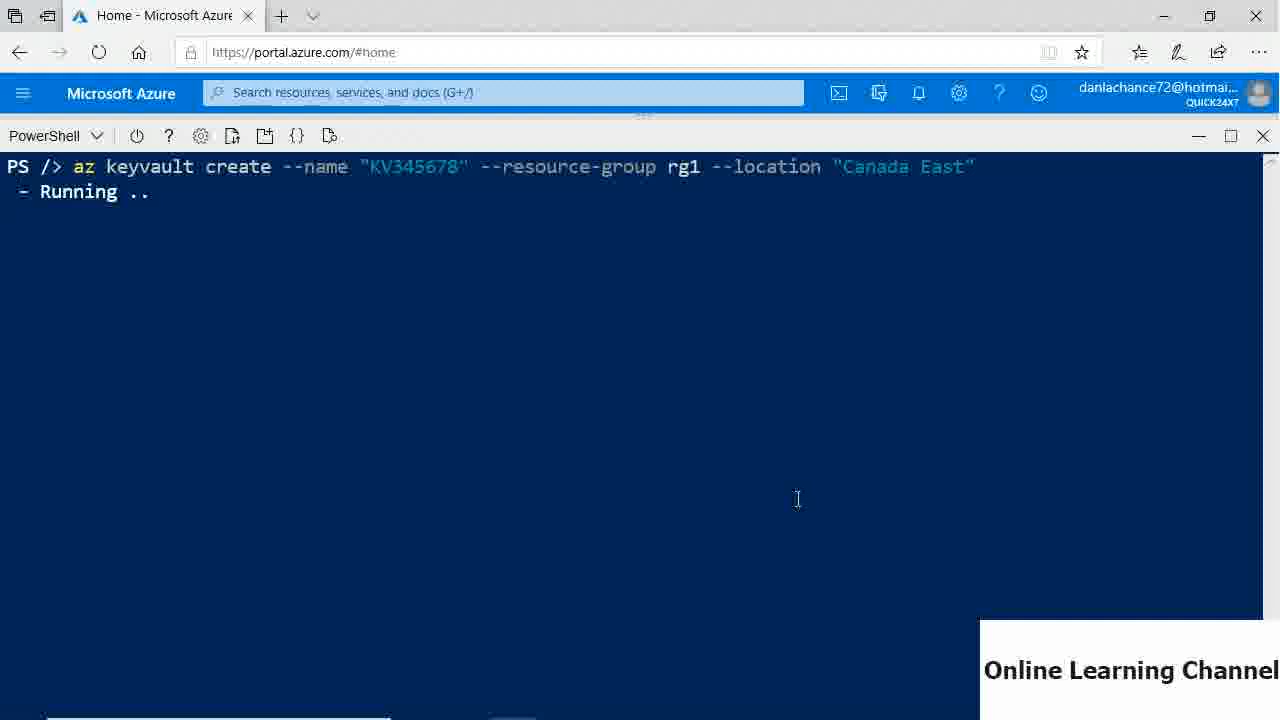 Home - Microsoft Azure
https://portal.azure.com/#home
Microsoft Azure
Search resources, services, and docs (G+/)
danlachance72@hotmai...
QUICK24X7
PowerShell
PS /> az keyvault create --name "KV345678" --resource-group rg1 --location "Canada East"
- Running ..
Online Learning Channel